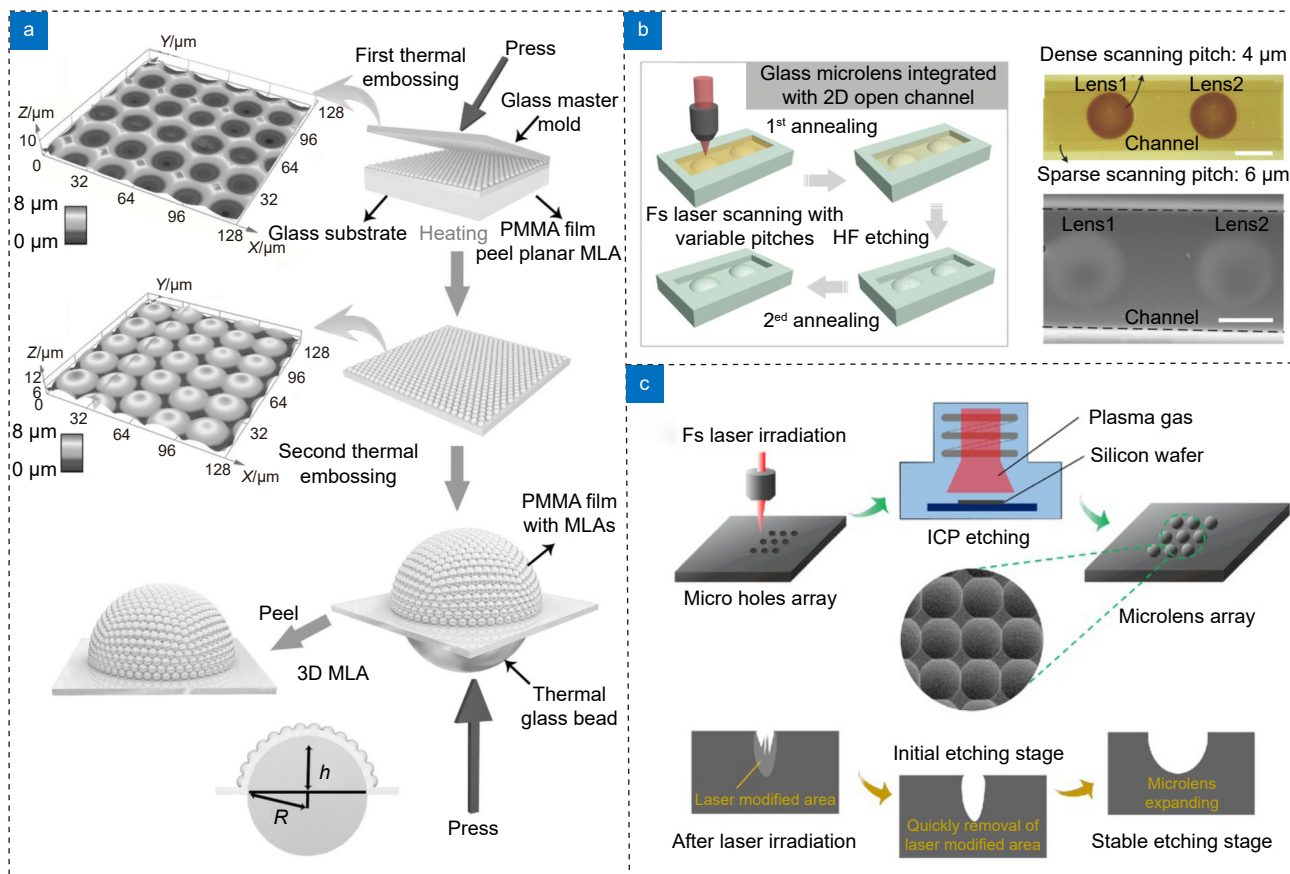 a
Y/µm
Z/µm
10
0
32
64
96
128
X/µm
32
64
96
128
8 µm
0 µm
First thermal
embossing
Press
Glass master
mold
Glass substrate
Heating
PMMA film
peel planar MLA
Y/µm
Z/µm
12
6
0
32
64
96
128
X/µm
32
64
96
128
8 µm
0 µm
Second thermal
embossing
PMMA film
with MLAs
Peel
3D MLA
Thermal
glass bead
h
R
Press
b
Glass microlens integrated
with 2D open channel
1st annealing
Fs laser scanning with
variable pitches
HF etching
2ed annealing
Dense scanning pitch: 4 µm
Lens1
Lens2
Channel
Sparse scanning pitch: 6 µm
Lens1
Lens2
Channel
c
Fs laser irradiation
Plasma gas
Silicon wafer
ICP etching
Micro holes array
Microlens array
Laser modified area
After laser irradiation
Initial etching stage
Quickly removal of
laser modified area
Microlens
expanding
Stable etching stage